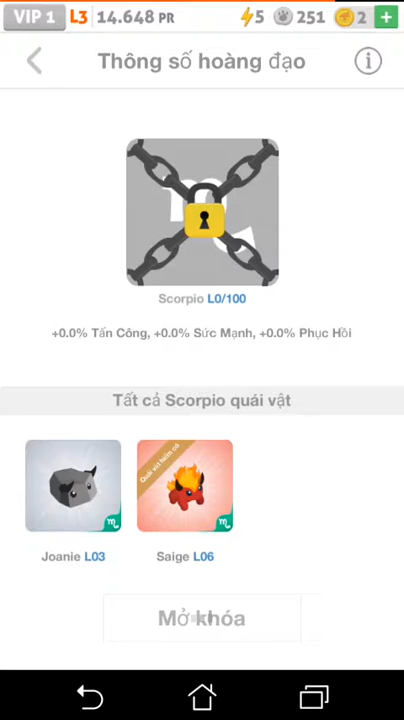 VIP 1 L3 14.648 PR 5 251 2
Thông số hoàng đạo
Scorpio L0/100
+0.0% Tấn Công, +0.0% Sức Mạnh, +0.0% Phục Hồi
Tất cả Scorpio quái vật
Joanie L03 Saige L06
Mở khóa